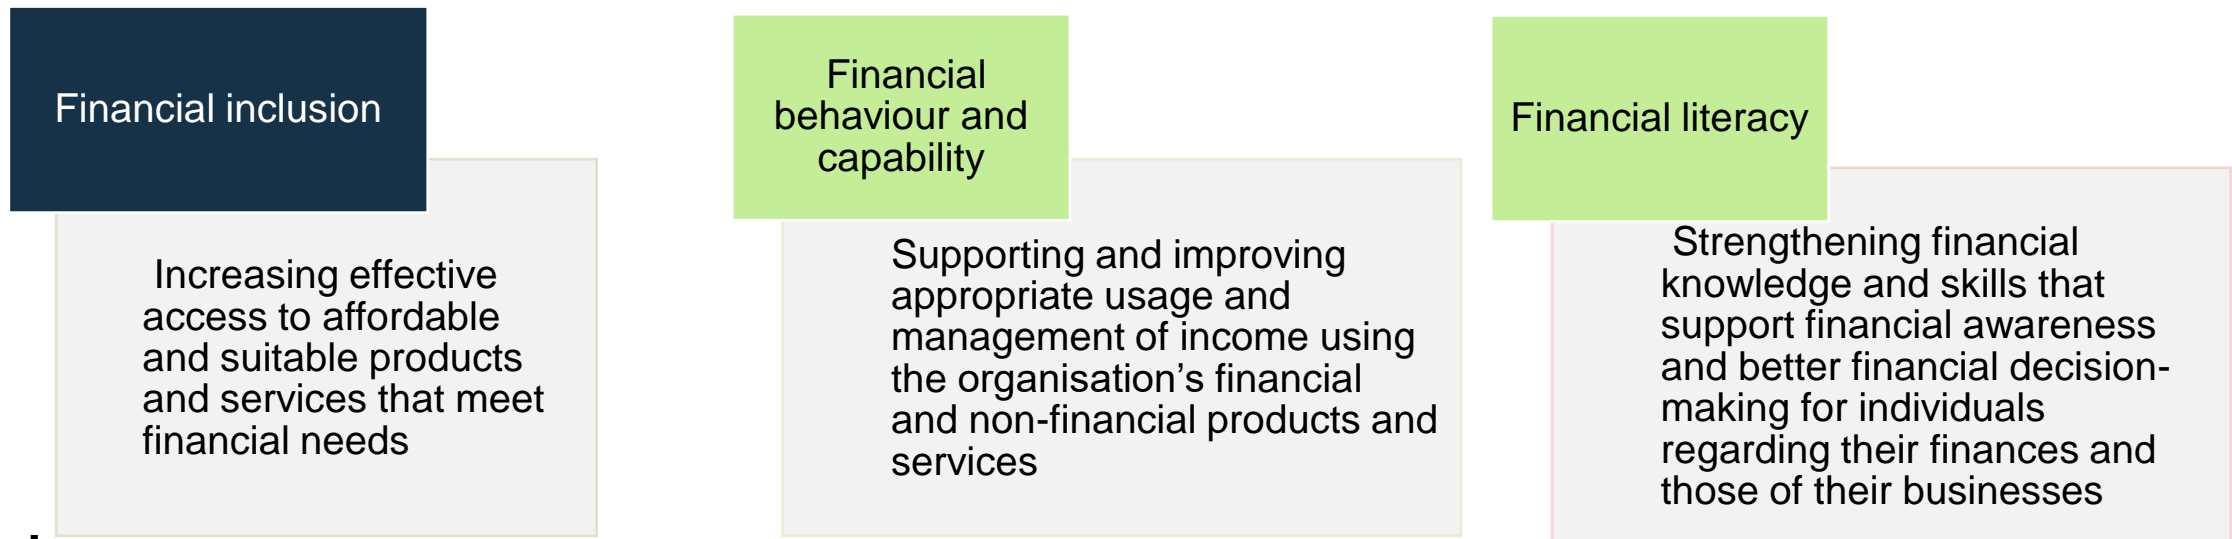 Financial inclusion
Increasing effective
access to affordable
and suitable products
and services that meet
financial needs
Financial
behaviour and
capability
Supporting and improving
appropriate usage and
management of income using
the organisation’s financial
and non-financial products and
services
Financial literacy
Strengthening financial
knowledge and skills that
support financial awareness
and better financial decision-
making for individuals
regarding their finances and
those of their businesses